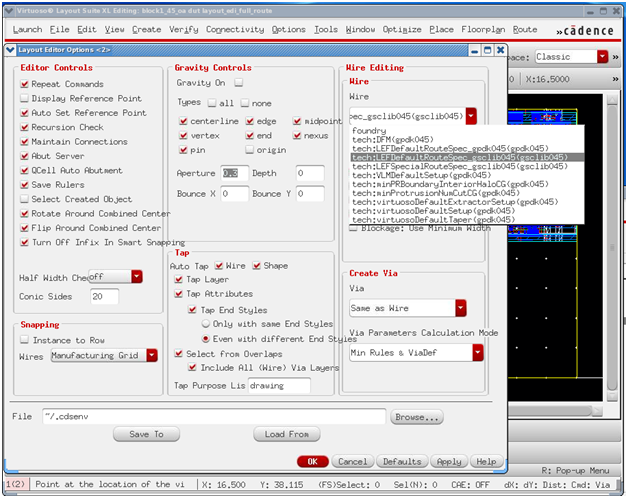 Virtuoso® Layout Suite XL Editing: block1_45_oa dut layout_edi_full_route
Launch File Edit View Create Verify Connectivity Options Tools Window Optimize Place Floorplan Route
cādence
pace: Classic
X:16.5000
Layout Editor Options <2>
Editor Controls
Repeat Commands
Display Reference Point
Auto Set Reference Point
Recursion Check
Maintain Connections
Abut Server
QCell Auto Abutment
Save Rulers
Select Created Object
Rotate Around Combined Center
Flip Around Combined Center
Turn Off Infix In Smart Snapping
Half Width Chec off
Conic Sides 20
Snapping
Instance to Row
Wires Manufacturing Grid
Gravity Controls
Gravity On
Types all none
centerline edge midpoint
vertex end nexus
pin origin
Aperture 0.3 Depth 0
Bounce X 0 Bounce Y 0
Tap
Auto Tap Wire Shape
Tap Layer
Tap Attributes
Tap End Styles
Only with same End Styles
Even with different End Styles
Select from Overlaps
Include All (Wire) Via Layers
Tap Purpose Lis drawing
Wire Editing
Wire
Wire
pec_gsclib045(gsclib045)
foundry
tech:DFM(gpdk045)
tech:LEFDefaultRouteSpec_gpdk045(gpdk045)
tech:LEFDefaultRouteSpec_gsclib045(gsclib045)
tech:LEFSpecialRouteSpec_gsclib045(gsclib045)
tech:VLMDefaultSetup(gpdk045)
tech:minPRBoundaryInteriorHaloCG(gpdk045)
tech:minProtrusionNumCutCG(gpdk045)
tech:virtuosoDefaultExtractorSetup(gpdk045)
tech:virtuosoDefaultSetup(gpdk045)
tech:virtuosoDefaultTaper(gpdk045)
Blockage: Use Minimum Width
Create Via
Via
Same as Wire
Via Parameters Calculation Mode
Min Rules & ViaDef
File ~/.cdsenv Browse...
Save To Load From
OK Cancel Defaults Apply Help
R: Pop-up Menu
1(2) Point at the location of the vi X: 16.500 Y: 38.115 (FS)Select: 0 Sel(N): 0 CAE: OFF dX: dY: Dist: Cmd: Via